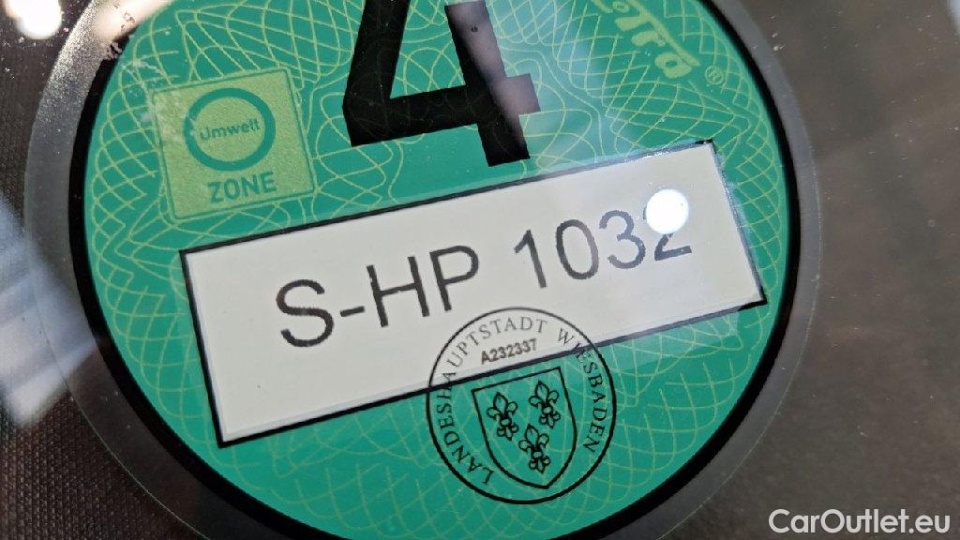 4
Umwelt
ZONE
S-HP 1032
LANDESHAUPTSTADT WIESBADEN
A232337
CarOutlet.eu